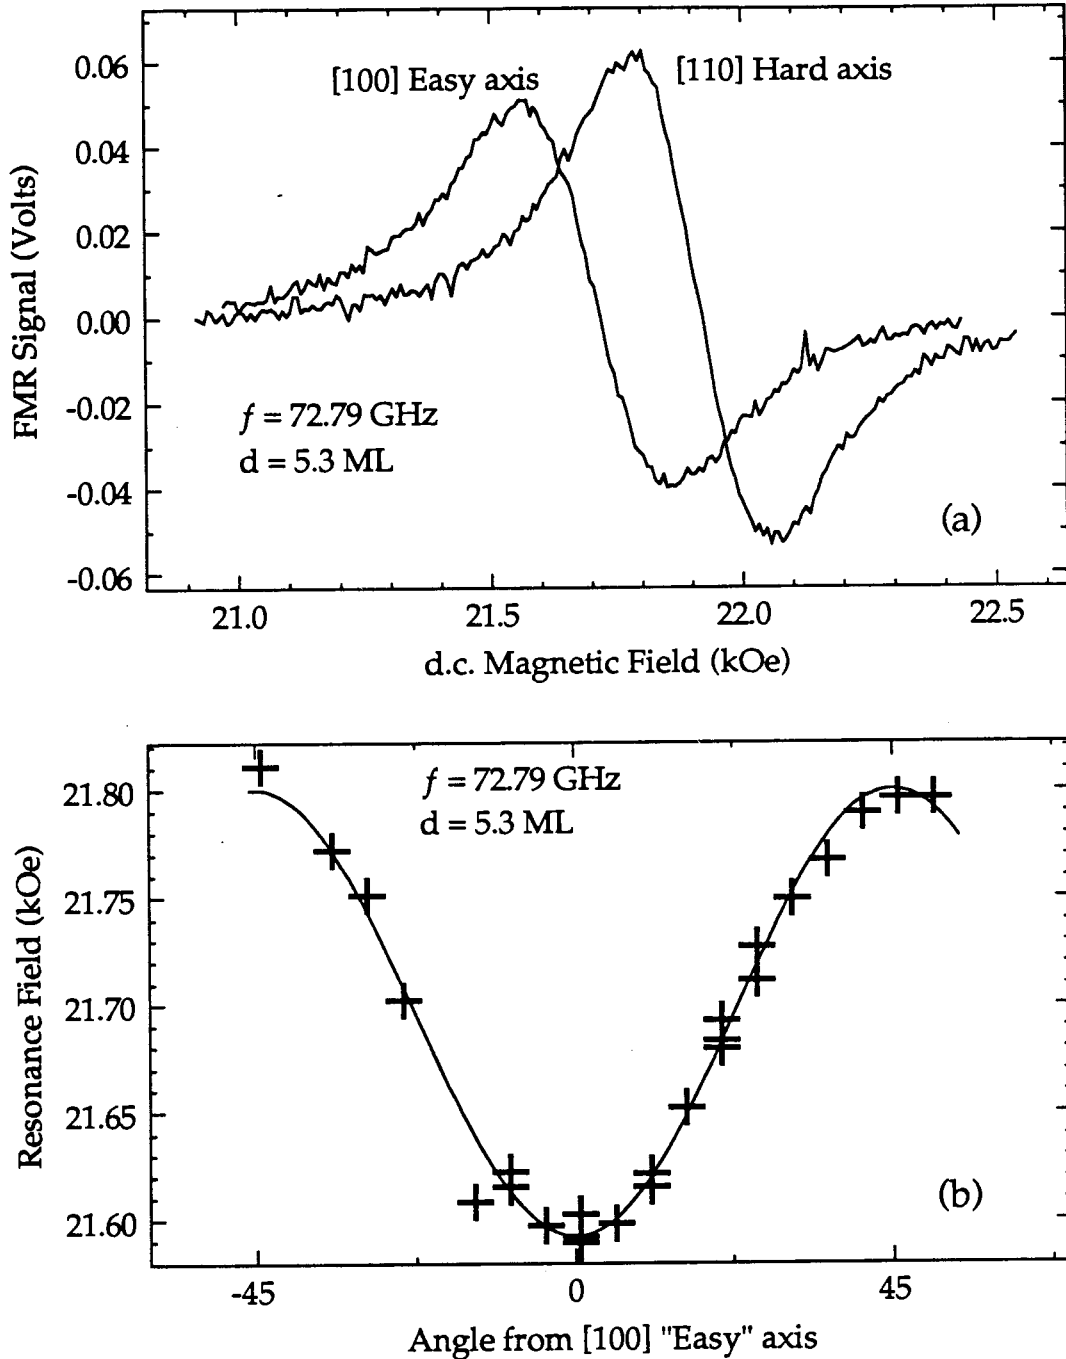 [100] Easy axis
[110] Hard axis
0.06
0.04
0.02
0.00
-0.02
-0.04
-0.06
FMR Signal (Volts)
f = 72.79 GHz
d = 5.3 ML
(a)
21.0
21.5
22.0
22.5
d.c. Magnetic Field (kOe)
f = 72.79 GHz
d = 5.3 ML
21.80
21.75
21.70
21.65
21.60
Resonance Field (kOe)
(b)
-45
0
45
Angle from [100] "Easy" axis